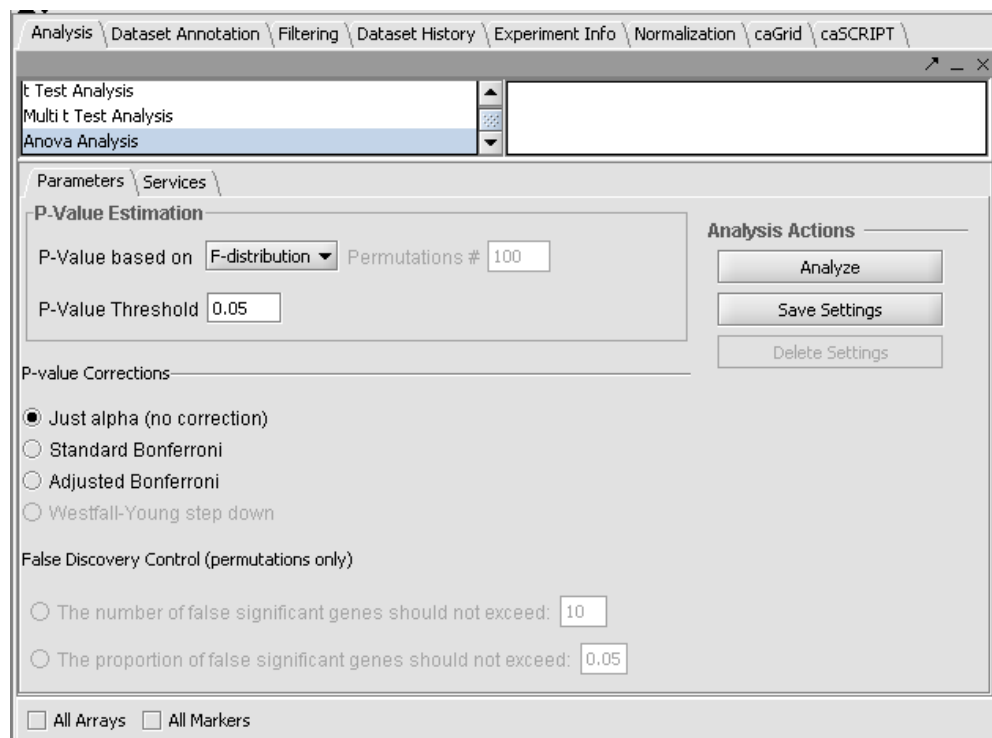 Analysis Dataset Annotation Filtering Dataset History Experiment Info Normalization caGrid caSCRIPT
t Test Analysis
Multi t Test Analysis
Anova Analysis
Parameters Services
P-Value Estimation
P-Value based on F-distribution Permutations # 100
P-Value Threshold 0.05
Analysis Actions
Analyze
Save Settings
Delete Settings
P-value Corrections
Just alpha (no correction)
Standard Bonferroni
Adjusted Bonferroni
Westfall-Young step down
False Discovery Control (permutations only)
The number of false significant genes should not exceed: 10
The proportion of false significant genes should not exceed: 0.05
All Arrays All Markers